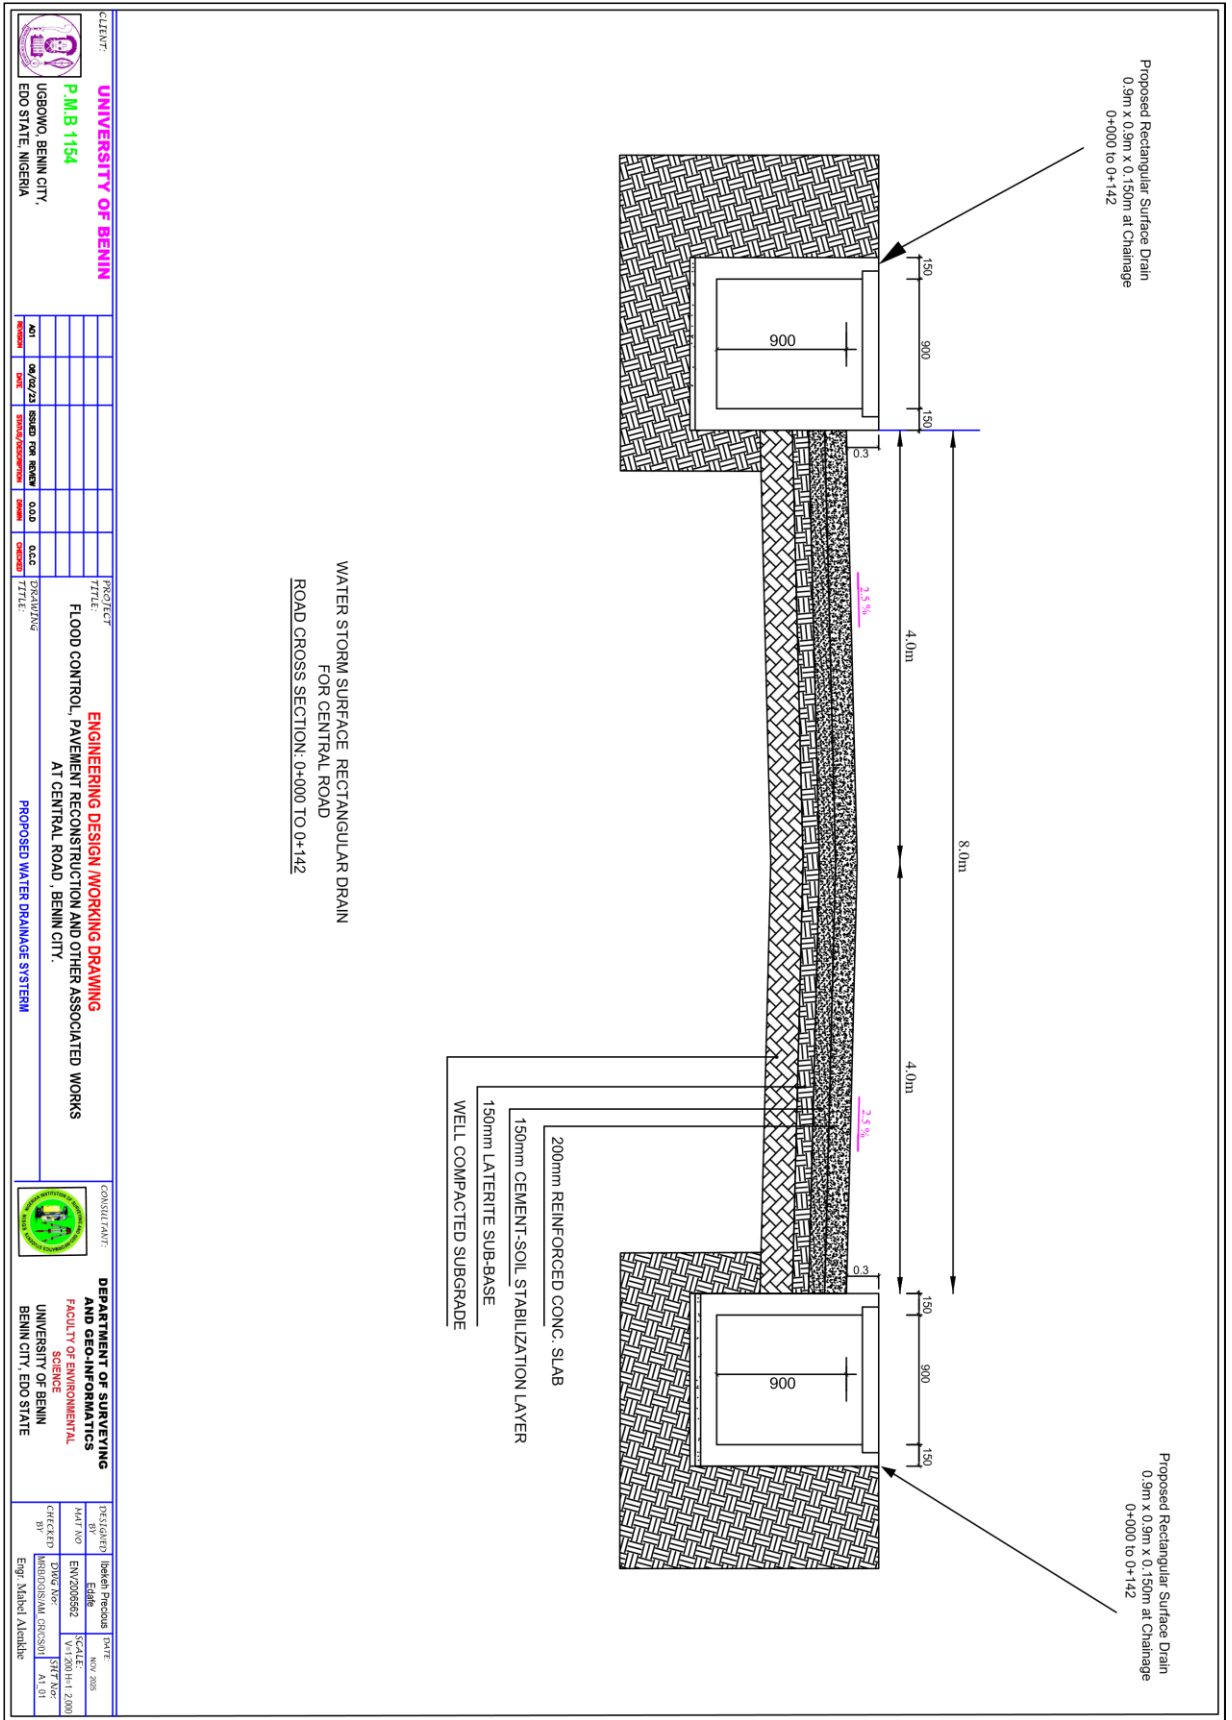 Proposed Rectangular Surface Drain
0.9m x 0.9m x 0.150m at Chainage
0+000 to 0+142
Proposed Rectangular Surface Drain
0.9m x 0.9m x 0.150m at Chainage
0+000 to 0+142
8.0m
4.0m
4.0m
150
900
150
150
900
150
0.3
0.3
2.5 %
2.5 %
900
900
200mm REINFORCED CONC. SLAB
150mm CEMENT-SOIL STABILIZATION LAYER
150mm LATERITE SUB-BASE
WELL COMPACTED SUBGRADE
WATER STORM SURFACE RECTANGULAR DRAIN
FOR CENTRAL ROAD
ROAD CROSS SECTION: 0+000 TO 0+142
CLIENT:
UNIVERSITY OF BENIN
P.M.B 1154
UGBOWO, BENIN CITY,
EDO STATE, NIGERIA
A01
08/02/23
ISSUED FOR REVIEW
O.O.D
O.C.C
REVISION
DATE
STATUS/DESCRIPTION
DRAWN
CHECKED
PROJECT
TITLE:
ENGINEERING DESIGN /WORKING DRAWING
FLOOD CONTROL, PAVEMENT RECONSTRUCTION AND OTHER ASSOCIATED WORKS
AT CENTRAL ROAD , BENIN CITY.
DRAWING
TITLE:
PROPOSED WATER DRAINAGE SYSTERM
CONSULTANT:
DEPARTMENT OF SURVEYING
AND GEO-INFORMATICS
FACULTY OF ENVIRONMENTAL
SCIENCE
UNIVERSITY OF BENIN
BENIN CITY, EDO STATE
DESIGNED
BY
Ibekeh Precious
Edafe
DATE:
NOV 2025
MAT NO
ENV2006562
SCALE:
V=1:200 H=1: 2,000
CHECKED
BY
DWG No:
SHT No:
A1_01
Engr. Mabel Alenkhe